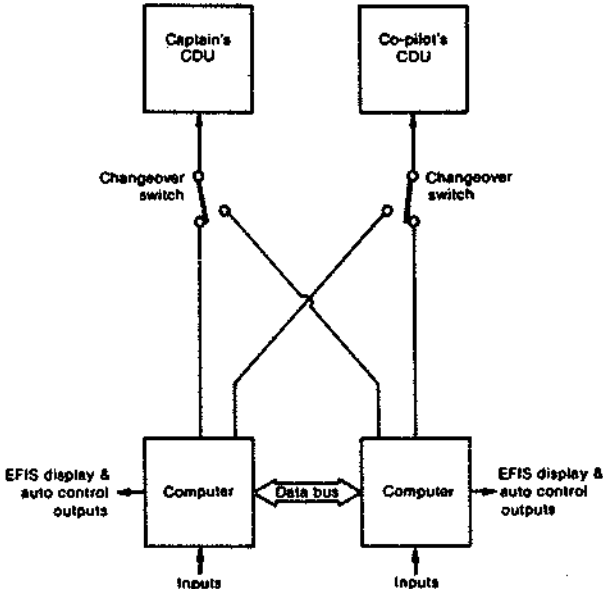 Captain's
CDU
Co-pilot's
CDU
Changeover
switch
Changeover
switch
EFIS display &
auto control
outputs
Computer
Data bus
Computer
EFIS display &
auto control
outputs
Inputs
Inputs